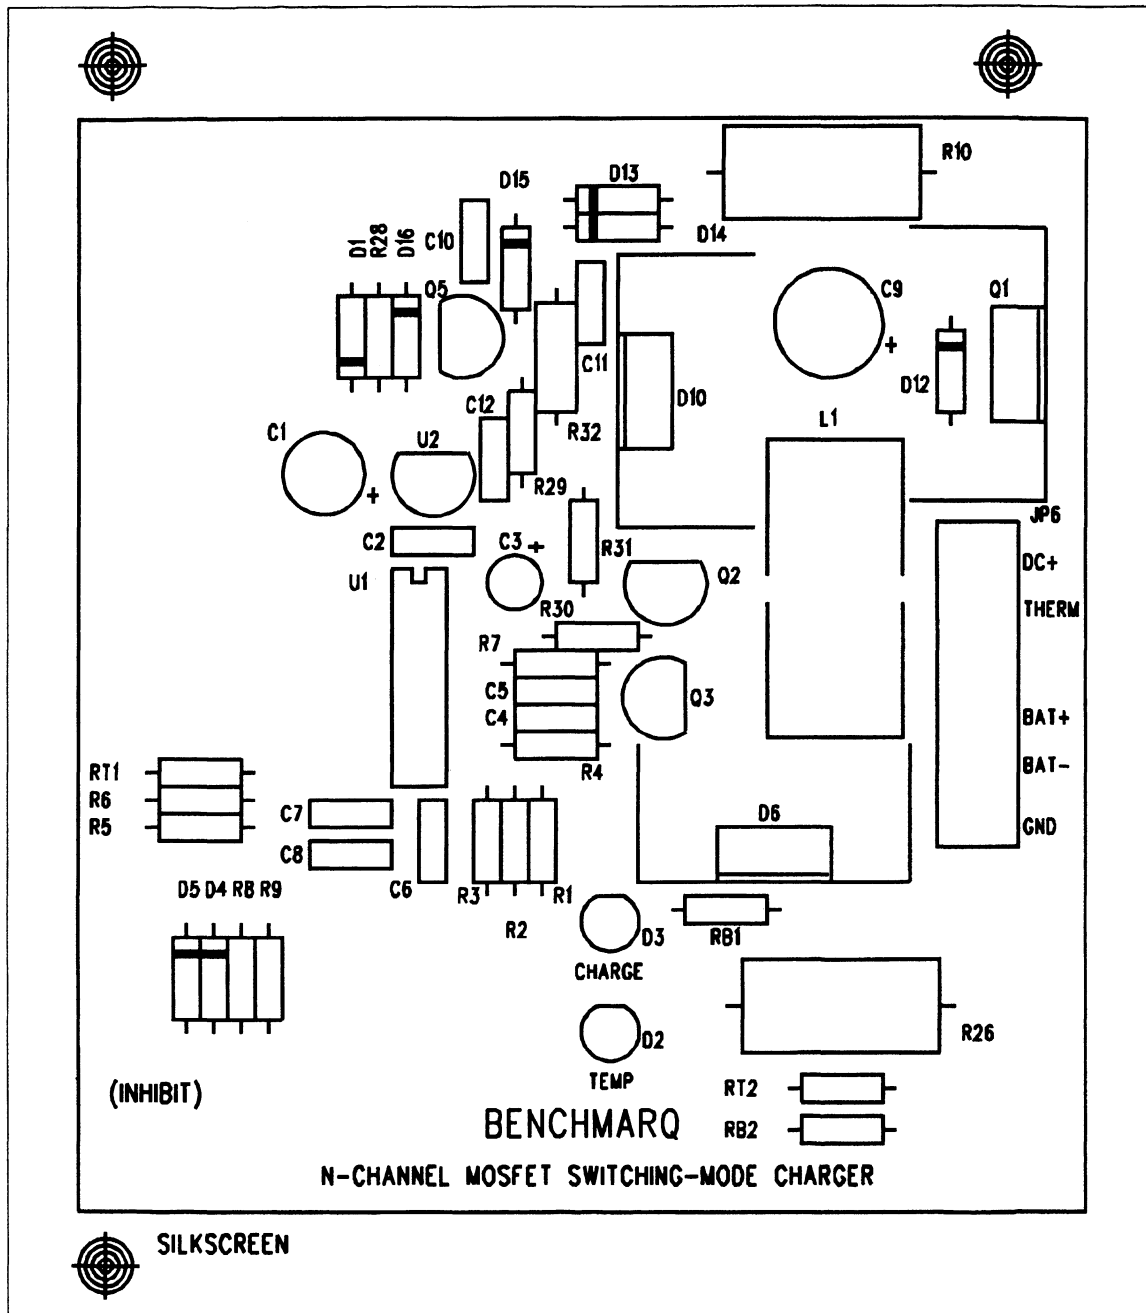 R10
D13
D15
D14
D1
R28
D16
C10
Q5
C9
Q1
C11
D12
D10
C12
L1
R32
C1
U2
R29
JP6
C2
C3
R31
DC+
U1
Q2
R30
THERM
R7
C5
Q3
C4
BAT+
R4
BAT-
RT1
R6
R5
C7
C8
D6
GND
D5 D4 R8 R9
C6
R3
R1
R2
D3
RB1
CHARGE
D2
R26
TEMP
RT2
(INHIBIT)
BENCHMARQ
RB2
N-CHANNEL MOSFET SWITCHING-MODE CHARGER
SILKSCREEN
+
+
+